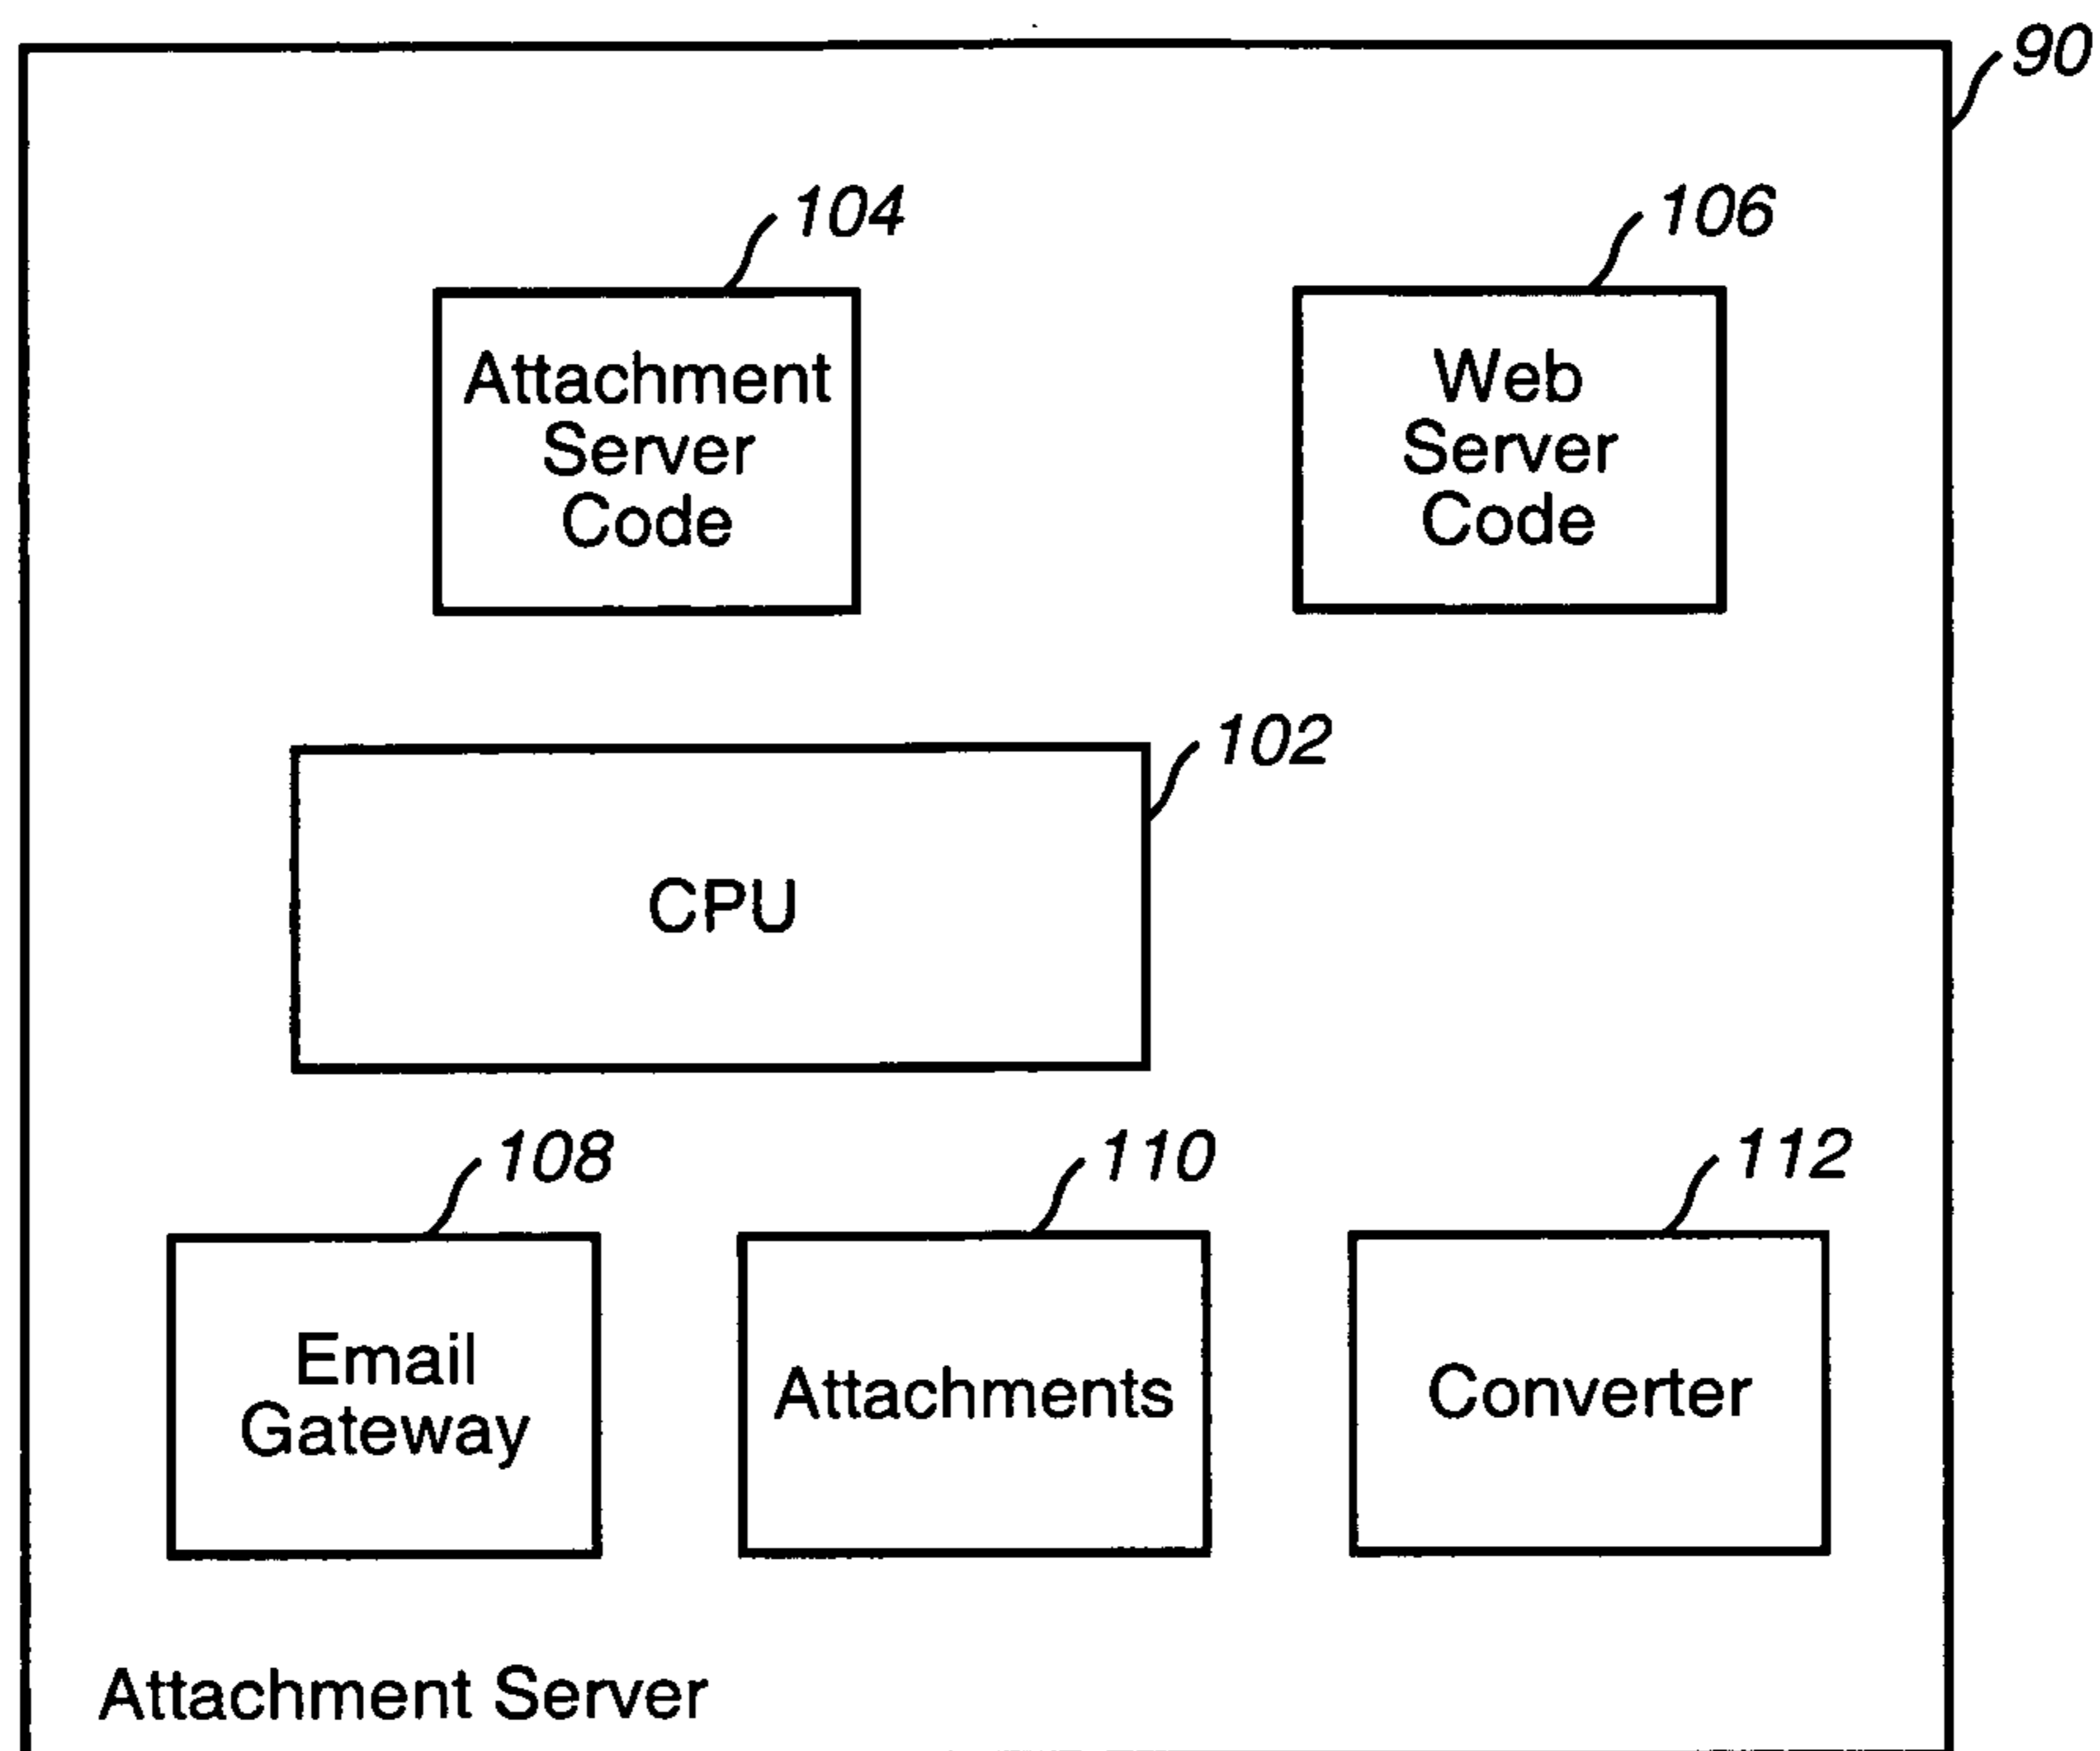 90
104
106
Attachment
Server
Code
Web
Server
Code
102
CPU
108
110
112
Email
Gateway
Attachments
Converter
Attachment Server